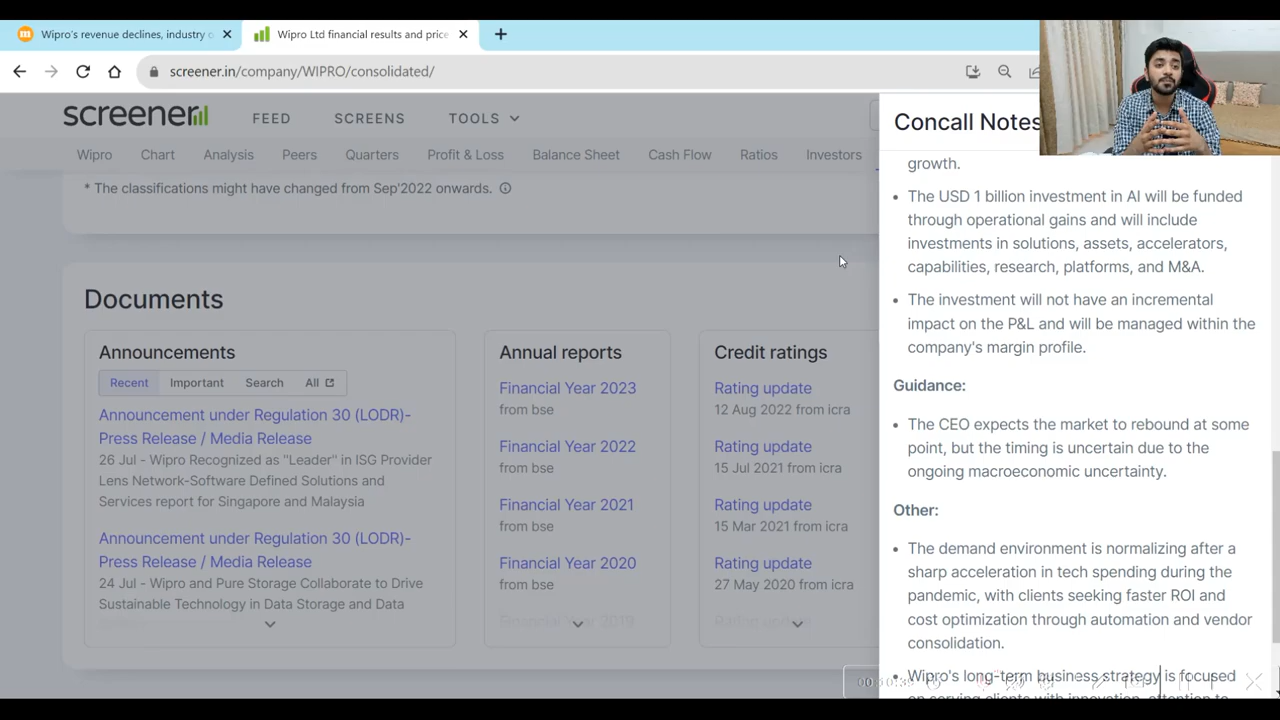 Wipro's revenue declines, industry o
Wipro Ltd financial results and price
screener.in/company/WIPRO/consolidated/
screener
FEED
SCREENS
TOOLS
Wipro
Chart
Analysis
Peers
Quarters
Profit & Loss
Balance Sheet
Cash Flow
Ratios
Investors
* The classifications might have changed from Sep'2022 onwards.
Documents
Announcements
Recent
Important
Search
All
Announcement under Regulation 30 (LODR)-
Press Release / Media Release
26 Jul - Wipro Recognized as "Leader" in ISG Provider
Lens Network-Software Defined Solutions and
Services report for Singapore and Malaysia
Announcement under Regulation 30 (LODR)-
Press Release / Media Release
24 Jul - Wipro and Pure Storage Collaborate to Drive
Sustainable Technology in Data Storage and Data
Annual reports
Financial Year 2023
from bse
Financial Year 2022
from bse
Financial Year 2021
from bse
Financial Year 2020
from bse
Financial Year 2019
Credit ratings
Rating update
12 Aug 2022 from icra
Rating update
15 Jul 2021 from icra
Rating update
15 Mar 2021 from icra
Rating update
27 May 2020 from icra
Rating update
Concall Notes
growth.
• The USD 1 billion investment in AI will be funded
through operational gains and will include
investments in solutions, assets, accelerators,
capabilities, research, platforms, and M&A.
• The investment will not have an incremental
impact on the P&L and will be managed within the
company's margin profile.
Guidance:
• The CEO expects the market to rebound at some
point, but the timing is uncertain due to the
ongoing macroeconomic uncertainty.
Other:
• The demand environment is normalizing after a
sharp acceleration in tech spending during the
pandemic, with clients seeking faster ROI and
cost optimization through automation and vendor
consolidation.
• Wipro's long-term business strategy is focused
on serving clients with innovation, attention to